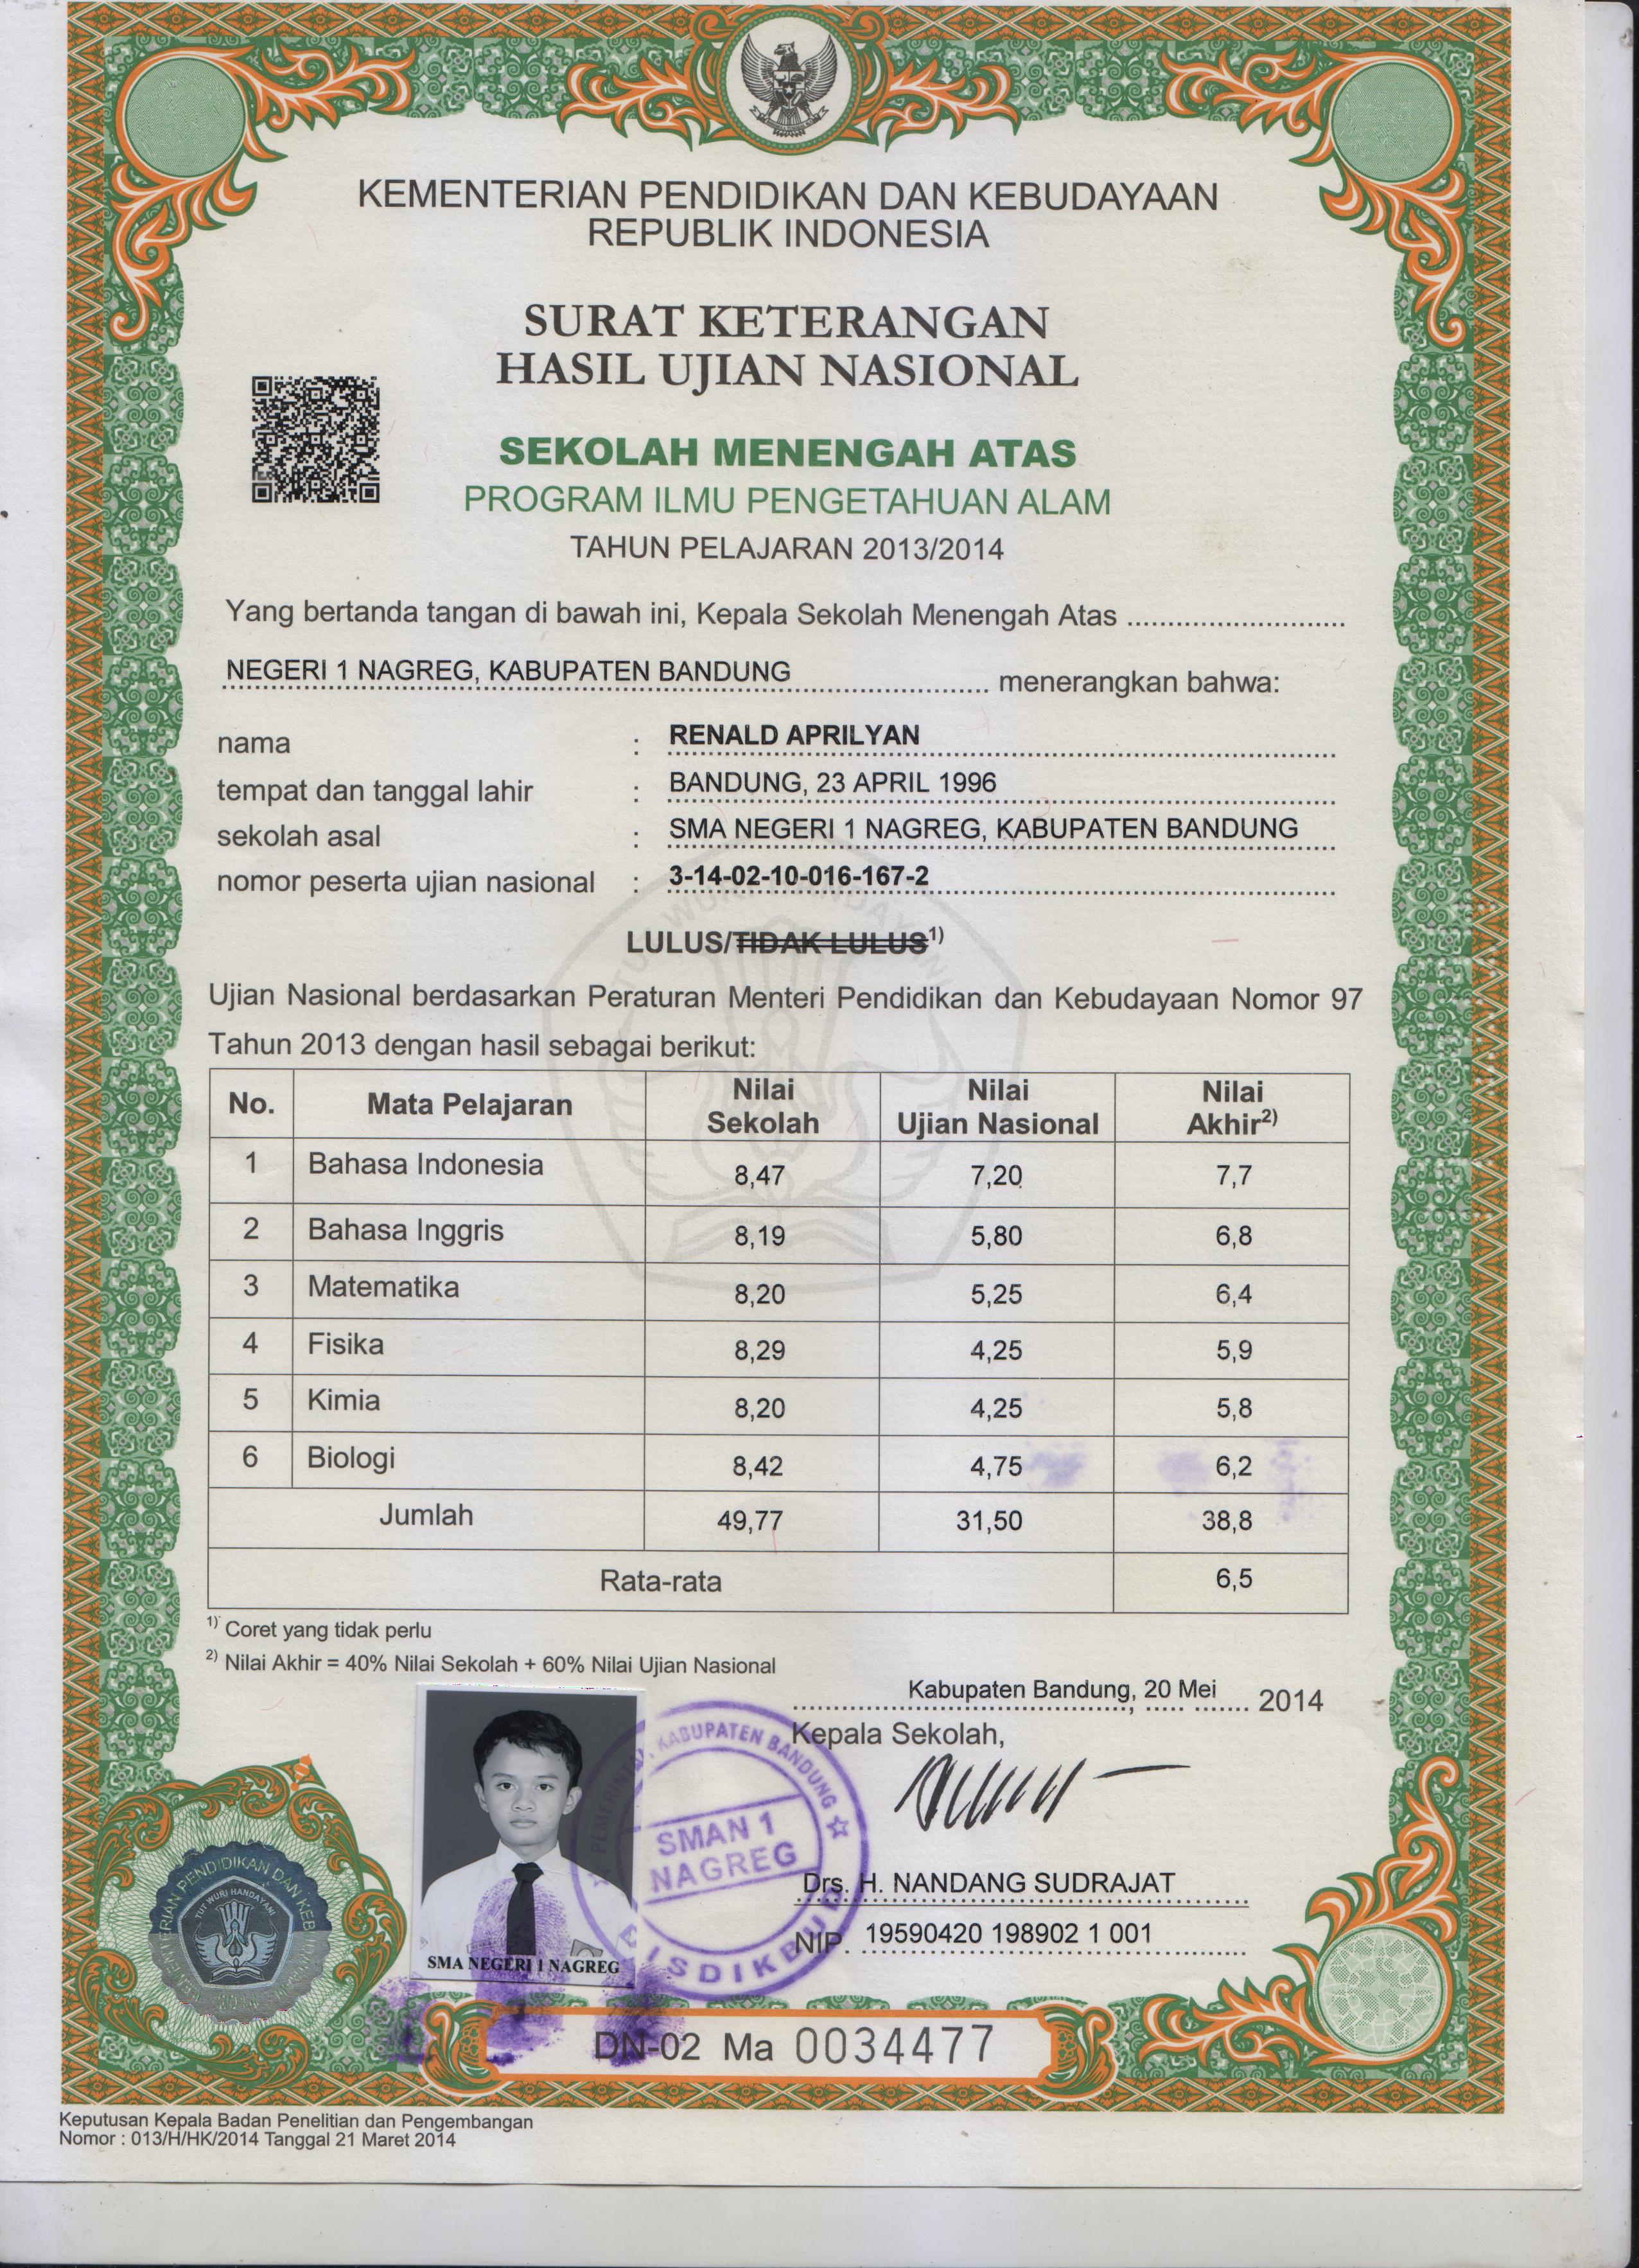 KEMENTERIAN PENDIDIKAN DAN KEBUDAYAAN
REPUBLIK INDONESIA
SURAT KETERANGAN
HASIL UJIAN NASIONAL
SEKOLAH MENENGAH ATAS
PROGRAM ILMU PENGETAHUAN ALAM
TAHUN PELAJARAN 2013/2014
Yang bertanda tangan di bawah ini, Kepala Sekolah Menengah Atas ...........................
NEGERI 1 NAGREG, KABUPATEN BANDUNG ........................ menerangkan bahwa:
nama : RENALD APRILYAN
tempat dan tanggal lahir : BANDUNG, 23 APRIL 1996
sekolah asal : SMA NEGERI 1 NAGREG, KABUPATEN BANDUNG
nomor peserta ujian nasional : 3-14-02-10-016-167-2
LULUS/TIDAK LULUS1)
Ujian Nasional berdasarkan Peraturan Menteri Pendidikan dan Kebudayaan Nomor 97
Tahun 2013 dengan hasil sebagai berikut:
No. Mata Pelajaran Nilai Sekolah Nilai Ujian Nasional Nilai Akhir2)
1 Bahasa Indonesia 8,47 7,20 7,7
2 Bahasa Inggris 8,19 5,80 6,8
3 Matematika 8,20 5,25 6,4
4 Fisika 8,29 4,25 5,9
5 Kimia 8,20 4,25 5,8
6 Biologi 8,42 4,75 6,2
Jumlah 49,77 31,50 38,8
Rata-rata 6,5
1) Coret yang tidak perlu
2) Nilai Akhir = 40% Nilai Sekolah + 60% Nilai Ujian Nasional
Kabupaten Bandung, 20 Mei 2014
Kepala Sekolah,
KABUPATEN BANDUNG
SMAN 1
NAGREG
DISDIKBUD
Drs. H. NANDANG SUDRAJAT
NIP. 19590420 198902 1 001
SMA NEGERI 1 NAGREG
PENDIDIKAN DAN
TUT WURI HANDAYANI
DN-02 Ma 0034477
Keputusan Kepala Badan Penelitian dan Pengembangan
Nomor : 013/H/HK/2014 Tanggal 21 Maret 2014